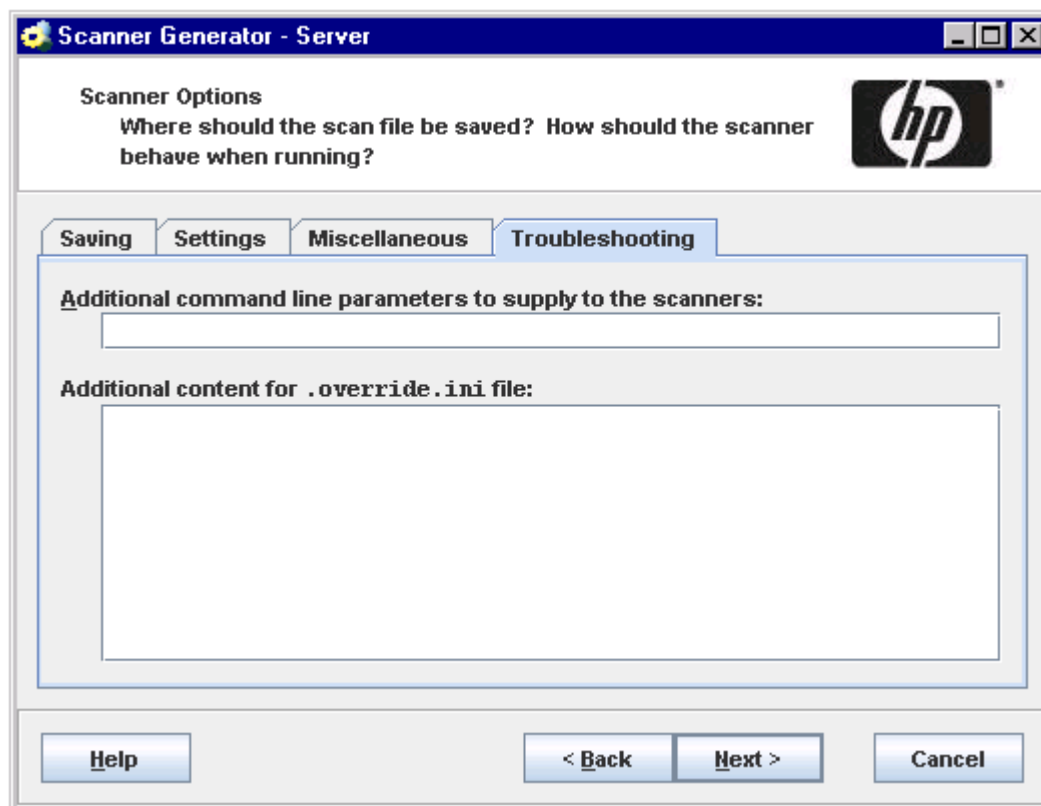 Scanner Generator - Server
Scanner Options
Where should the scan file be saved? How should the scanner
behave when running?
hp
Saving
Settings
Miscellaneous
Troubleshooting
Additional command line parameters to supply to the scanners:
Additional content for .override.ini file:
Help
< Back
Next >
Cancel